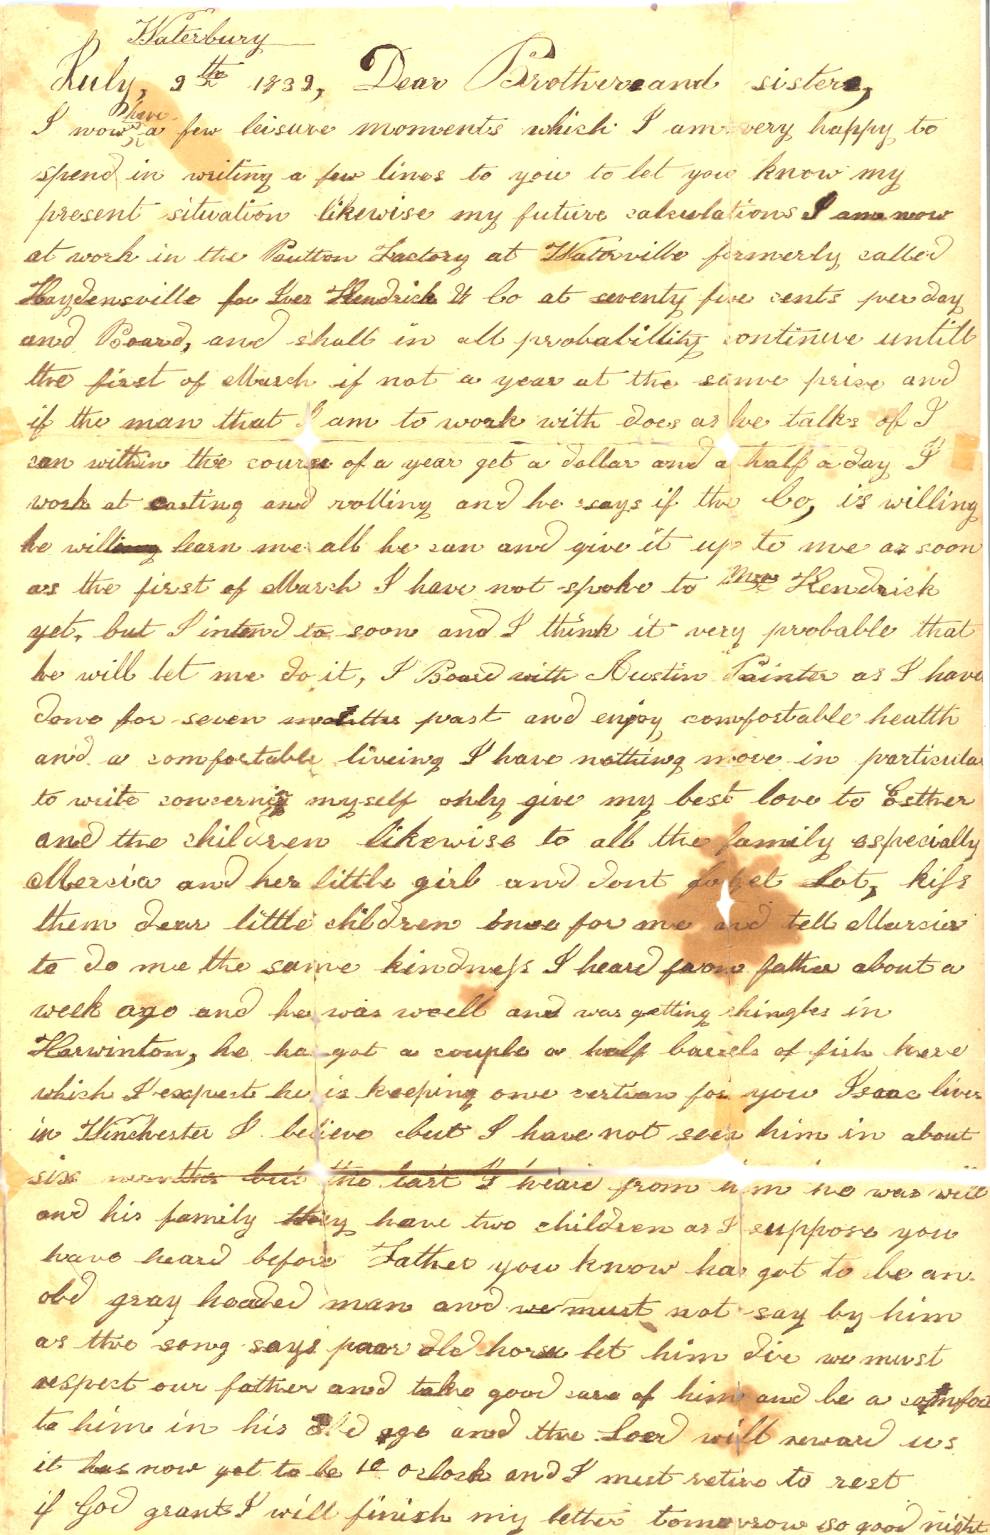 Waterbury
July, 9th 1839, Dear Brother and sister,
I now have a few leisure moments which I am very happy to
spend in writing a few lines to you to let you know my
present situation likewise my future calculations I am now
at work in the Button Factory at Waterville formerly called
Haydensville for Ives Kendrick & Co at seventy five cents per day
and Board, and shall in all probabillity continue untill
the first of March if not a year at the same prise and
if the man that I am to work with does as he talks of I
can within the course of a year get a dollar and a half a day I
work at casting and rolling and he says if the Co, is willing
he will learn me all he can and give it up to me as soon
as the first of March I have not spoke to Mr Kendrick
yet, but I intend to soon and I think it very probable that
he will let me do it, I Board with Austin Painter as I have
done for seven months past and enjoy comfortable health
and a comfortable liveing I have nothing more in particular
to write concerning myself only give my best love to Esther
and the children likewise to all the family especially
Mercia and her little girl and dont forget Lot, kiss
them dear little children once for me and tell Marcia
to do me the same kindness I heard from father about a
week ago and he was well and was getting shingles in
Harwinton, he has got a couple a half barrels of fish here
which I expect he is keeping one certian for you Isaac lives
in Winchester I believe but I have not seen him in about
six months but the last I heard from him he was well
and his family they have two children as I suppose you
have heard before Father you know has got to be an
old gray headed man and we must not say by him
as the song says poor old horse let him die we must
respect our father and take good care of him and be a comfort
to him in his old age and the Lord will reward us
it has now got to be 10 oclock and I must retire to rest
if God grants I will finish my letter tomorrow so good night